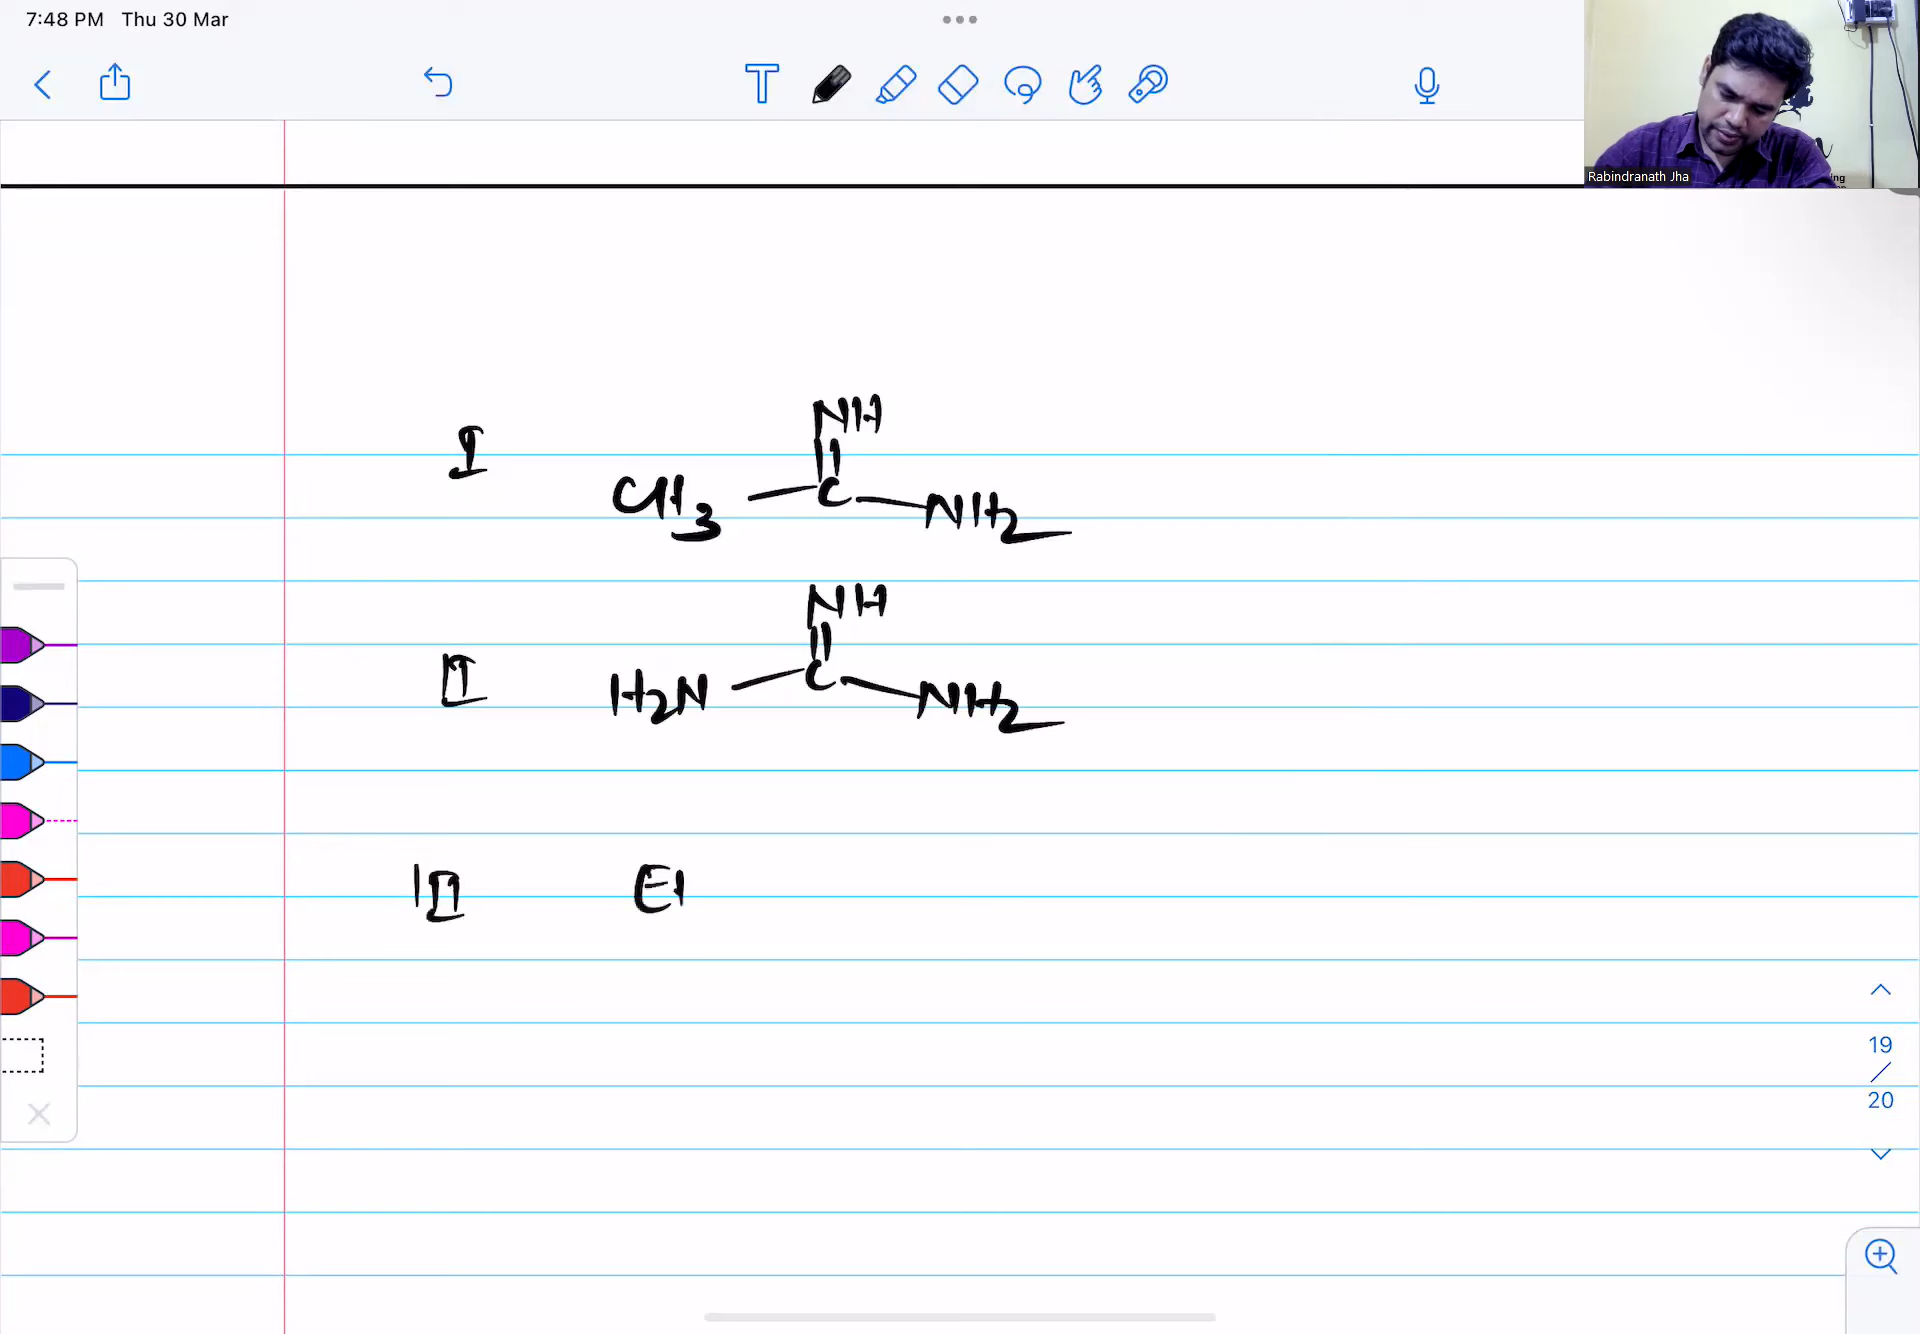 7:48 PM Thu 30 Mar
Rabindranath Jha
I
NH
CH3 C NH2
NH
II H2N C NH2
III Et
19
/
20